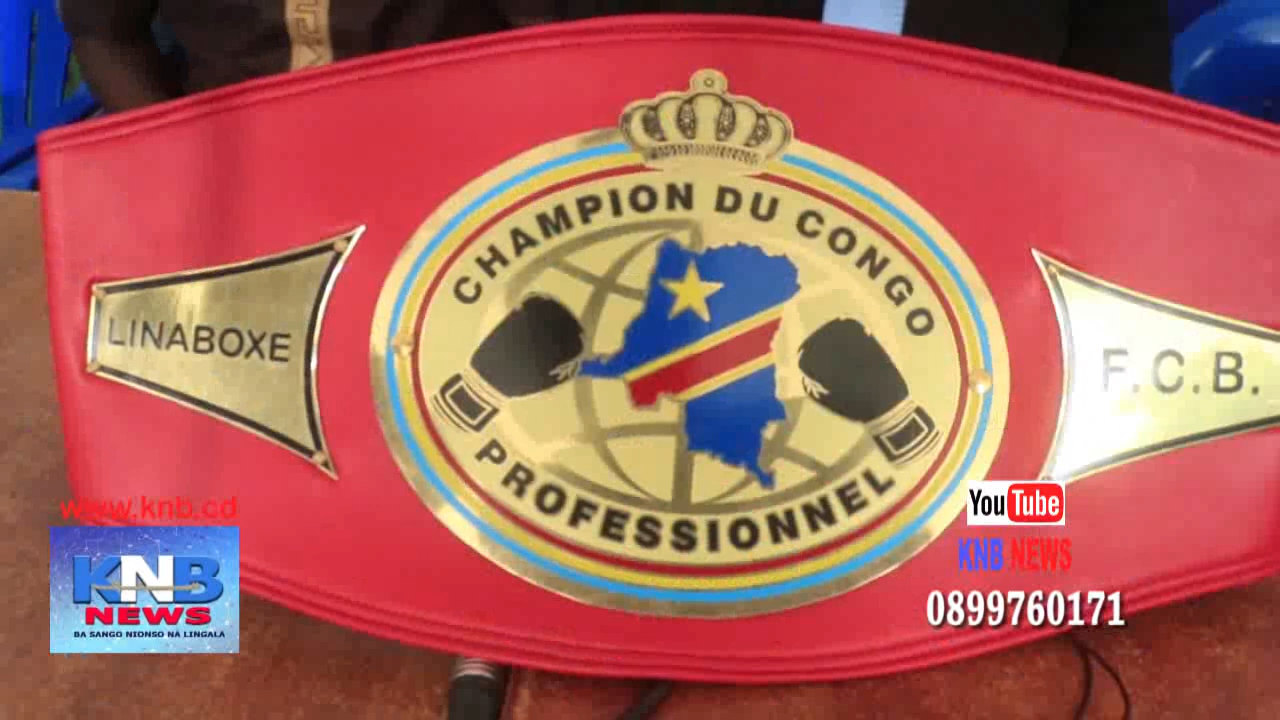 CHAMPION DU CONGO
LINABOXE
F.C.B.
PROFESSIONNEL
www.knb.cd
KNB
NEWS
BA SANGO NIONSO NA LINGALA
YouTube
KNB NEWS
0899760171